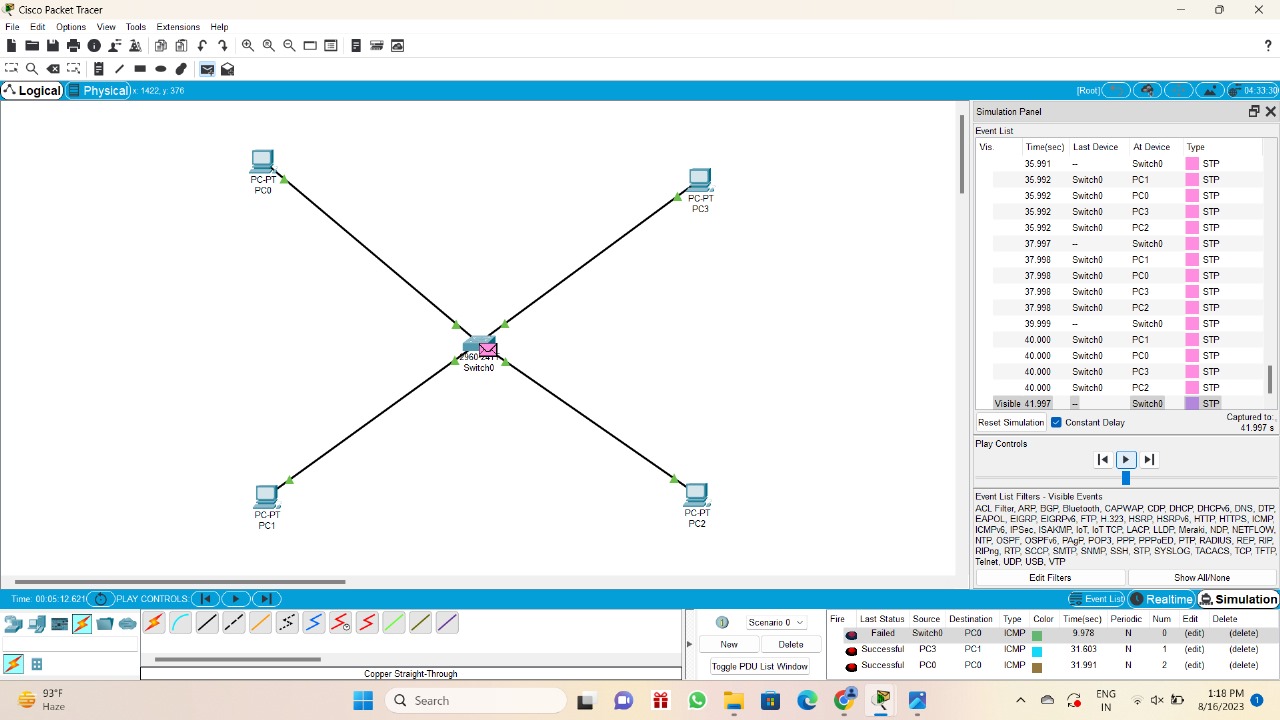 Cisco Packet Tracer
File Edit Options View Tools Extensions Help
?
Logical Physical x: 1422, y: 376 [Root] 04:33:30
Simulation Panel
Event List
Vis. Time(sec) Last Device At Device Type
35.991 -- Switch0 STP
35.992 Switch0 PC1 STP
35.992 Switch0 PC0 STP
35.992 Switch0 PC3 STP
35.992 Switch0 PC2 STP
37.997 -- Switch0 STP
37.998 Switch0 PC1 STP
37.998 Switch0 PC0 STP
37.998 Switch0 PC3 STP
37.998 Switch0 PC2 STP
39.999 -- Switch0 STP
40.000 Switch0 PC1 STP
40.000 Switch0 PC0 STP
40.000 Switch0 PC3 STP
40.000 Switch0 PC2 STP
Visible 41.997 -- Switch0 STP
Reset Simulation Constant Delay Captured to:
41.997 s
Play Controls
Event List Filters - Visible Events
ACL Filter, ARP, BGP, Bluetooth, CAPWAP, CDP, DHCP, DHCPv6, DNS, DTP,
EAPOL, EIGRP, EIGRPv6, FTP, H.323, HSRP, HSRPv6, HTTP, HTTPS, ICMP,
ICMPv6, IPSec, ISAKMP, IoT, IoT TCP, LACP, LLDP, Meraki, NDP, NETFLOW,
NTP, OSPF, OSPFv6, PAgP, POP3, PPP, PPPoED, PTP, RADIUS, REP, RIP,
RIPng, RTP, SCCP, SMTP, SNMP, SSH, STP, SYSLOG, TACACS, TCP, TFTP,
Telnet, UDP, USB, VTP
Edit Filters Show All/None
PC-PT
PC0
PC-PT
PC3
Switch0
PC-PT
PC1
PC-PT
PC2
Time: 00:05:12.621 PLAY CONTROLS: Event List Realtime Simulation
Copper Straight-Through
Scenario 0
New Delete
Toggle PDU List Window
Fire Last Status Source Destination Type Color Time(sec) Periodic Num Edit Delete
Failed Switch0 PC0 ICMP 9.978 N 0 (edit) (delete)
Successful PC3 PC1 ICMP 31.603 N 1 (edit) (delete)
Successful PC0 PC0 ICMP 31.991 N (edit) (delete)
93°F
Haze
Search
ENG
IN
1:18 PM
8/16/2023
1